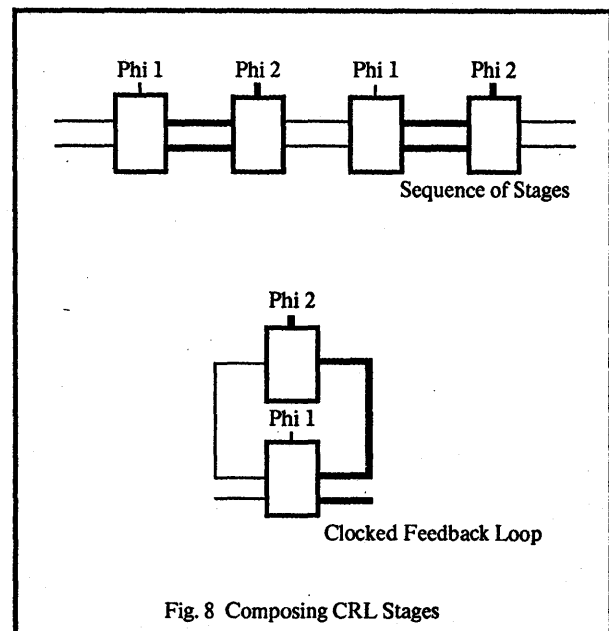 Phi 1 Phi 2 Phi 1 Phi 2
Sequence of Stages
Phi 2
Phi 1
Clocked Feedback Loop
Fig. 8 Composing CRL Stages